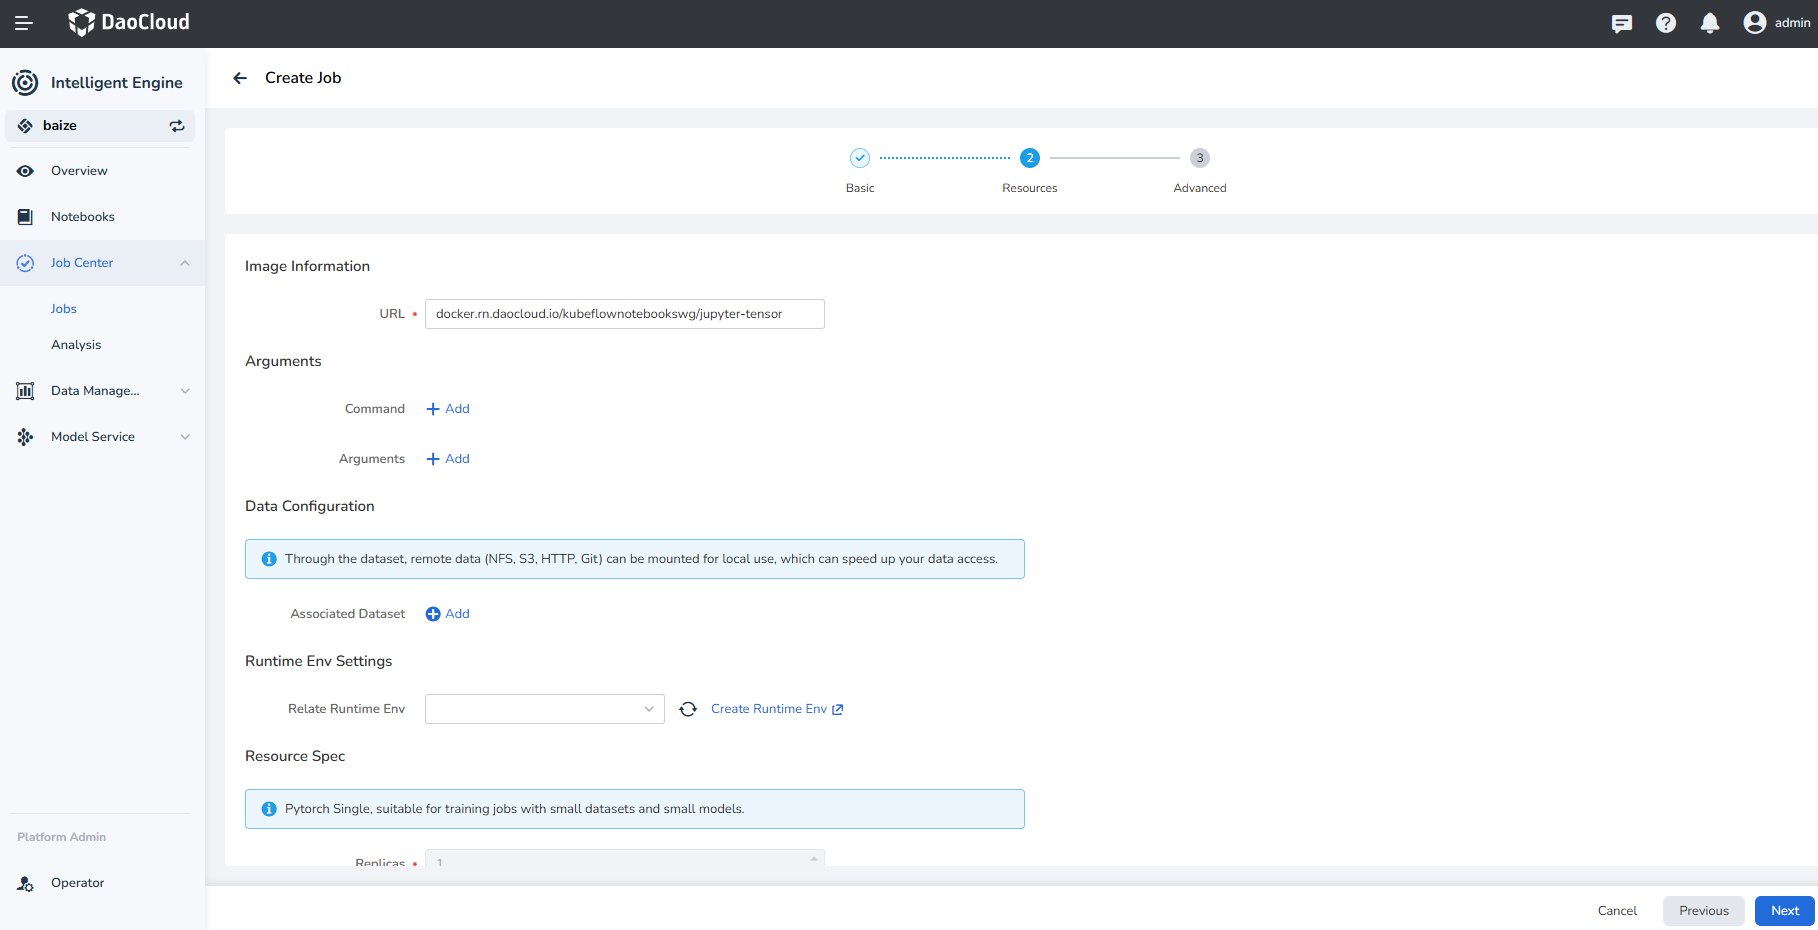 DaoCloud
admin
Intelligent Engine
baize
Overview
Notebooks
Job Center
Jobs
Analysis
Data Manage...
Model Service
Platform Admin
Operator
Create Job
2
3
Basic
Resources
Advanced
Image Information
URL
docker.rn.daocloud.io/kubeflownotebookswg/jupyter-tensor
Arguments
Command
Add
Arguments
Add
Data Configuration
Through the dataset, remote data (NFS, S3, HTTP, Git) can be mounted for local use, which can speed up your data access.
Associated Dataset
Add
Runtime Env Settings
Relate Runtime Env
Create Runtime Env
Resource Spec
Pytorch Single, suitable for training jobs with small datasets and small models.
Replicas
1
Cancel
Previous
Next